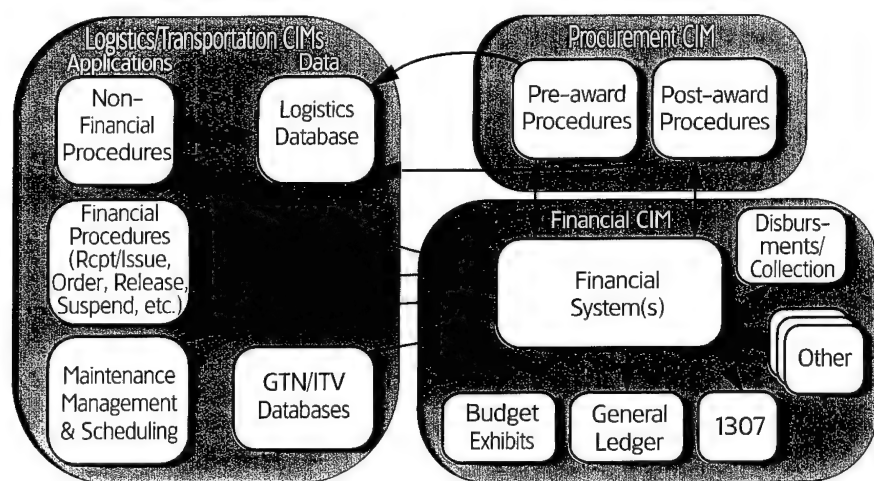 Logistics/Transportation CIMs
Applications
Data
Non-
Financial
Procedures
Logistics
Database
Financial
Procedures
(Rcpt/Issue,
Order, Release,
Suspend, etc.)
Maintenance
Management
& Scheduling
GTN/ITV
Databases
Procurement CIM
Pre-award
Procedures
Post-award
Procedures
Financial CIM
Financial
System(s)
Disburs-
ments/
Collection
Other
Budget
Exhibits
General
Ledger
1307